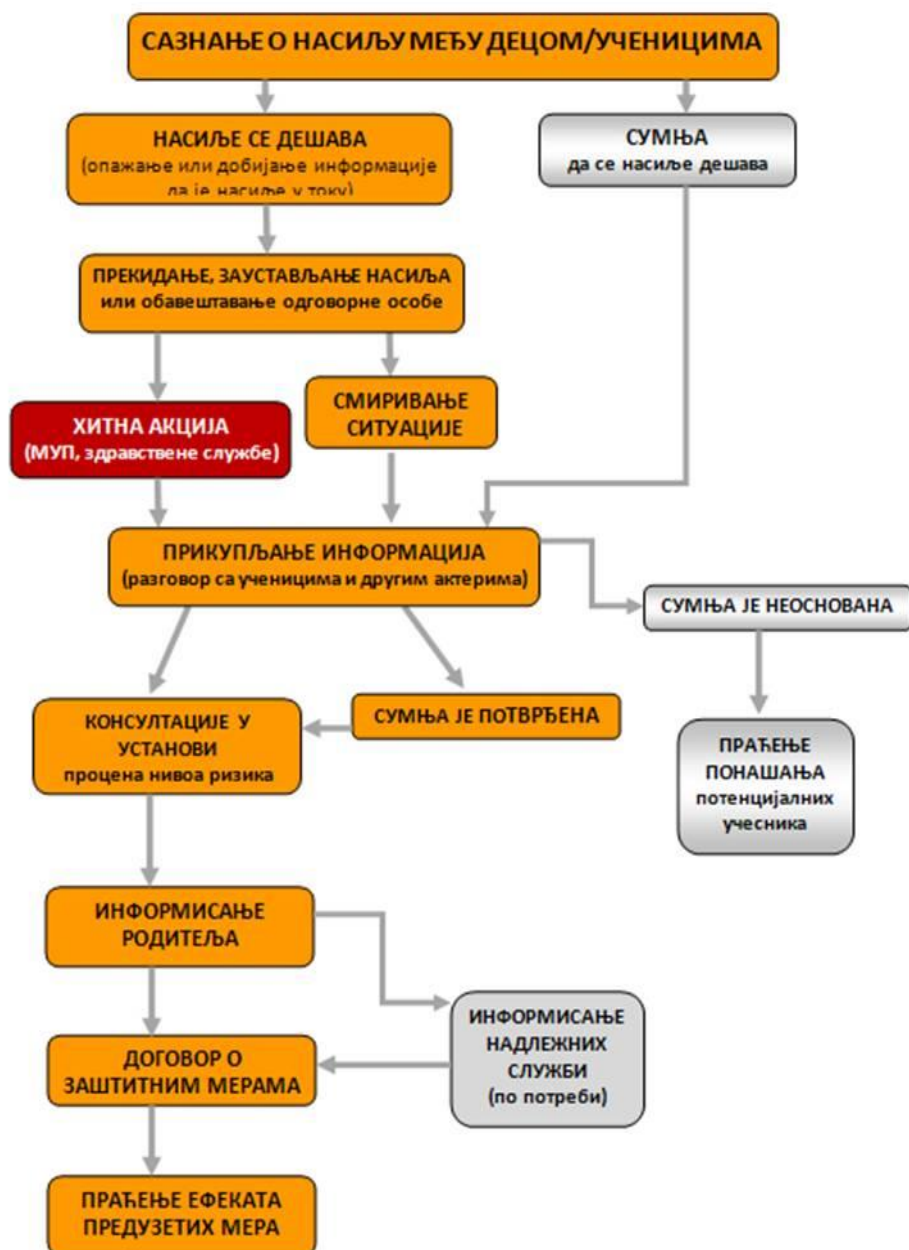 САЗНАЊЕ О НАСИЉУ МЕЂУ ДЕЦОМ/УЧЕНИЦИМА
НАСИЉЕ СЕ ДЕШАВА
(опажање или добијање информације
да је насиље у току)
СУМЊА
да се насиље дешава
ПРЕКИДАЊЕ, ЗАУСТАВЉАЊЕ НАСИЉА
или обавештавање одговорне особе
ХИТНА АКЦИЈА
(МУП, здравствене службе)
СМИРИВАЊЕ
СИТУАЦИЈЕ
ПРИКУПЉАЊЕ ИНФОРМАЦИЈА
(разговор са ученицима и другим актерима)
СУМЊА ЈЕ НЕОСНОВАНА
КОНСУЛТАЦИЈЕ У
УСТАНОВИ
процена нивоа ризика
СУМЊА ЈЕ ПОТВРЂЕНА
ПРАЋЕЊЕ
ПОНАШАЊА
потенцијалних
учесника
ИНФОРМИСАЊЕ
РОДИТЕЉА
ИНФОРМИСАЊЕ
НАДЛЕЖНИХ
СЛУЖБИ
(по потреби)
ДОГОВОР О
ЗАШТИТНИМ МЕРАМА
ПРАЋЕЊЕ ЕФЕКАТА
ПРЕДУЗЕТИХ МЕРА